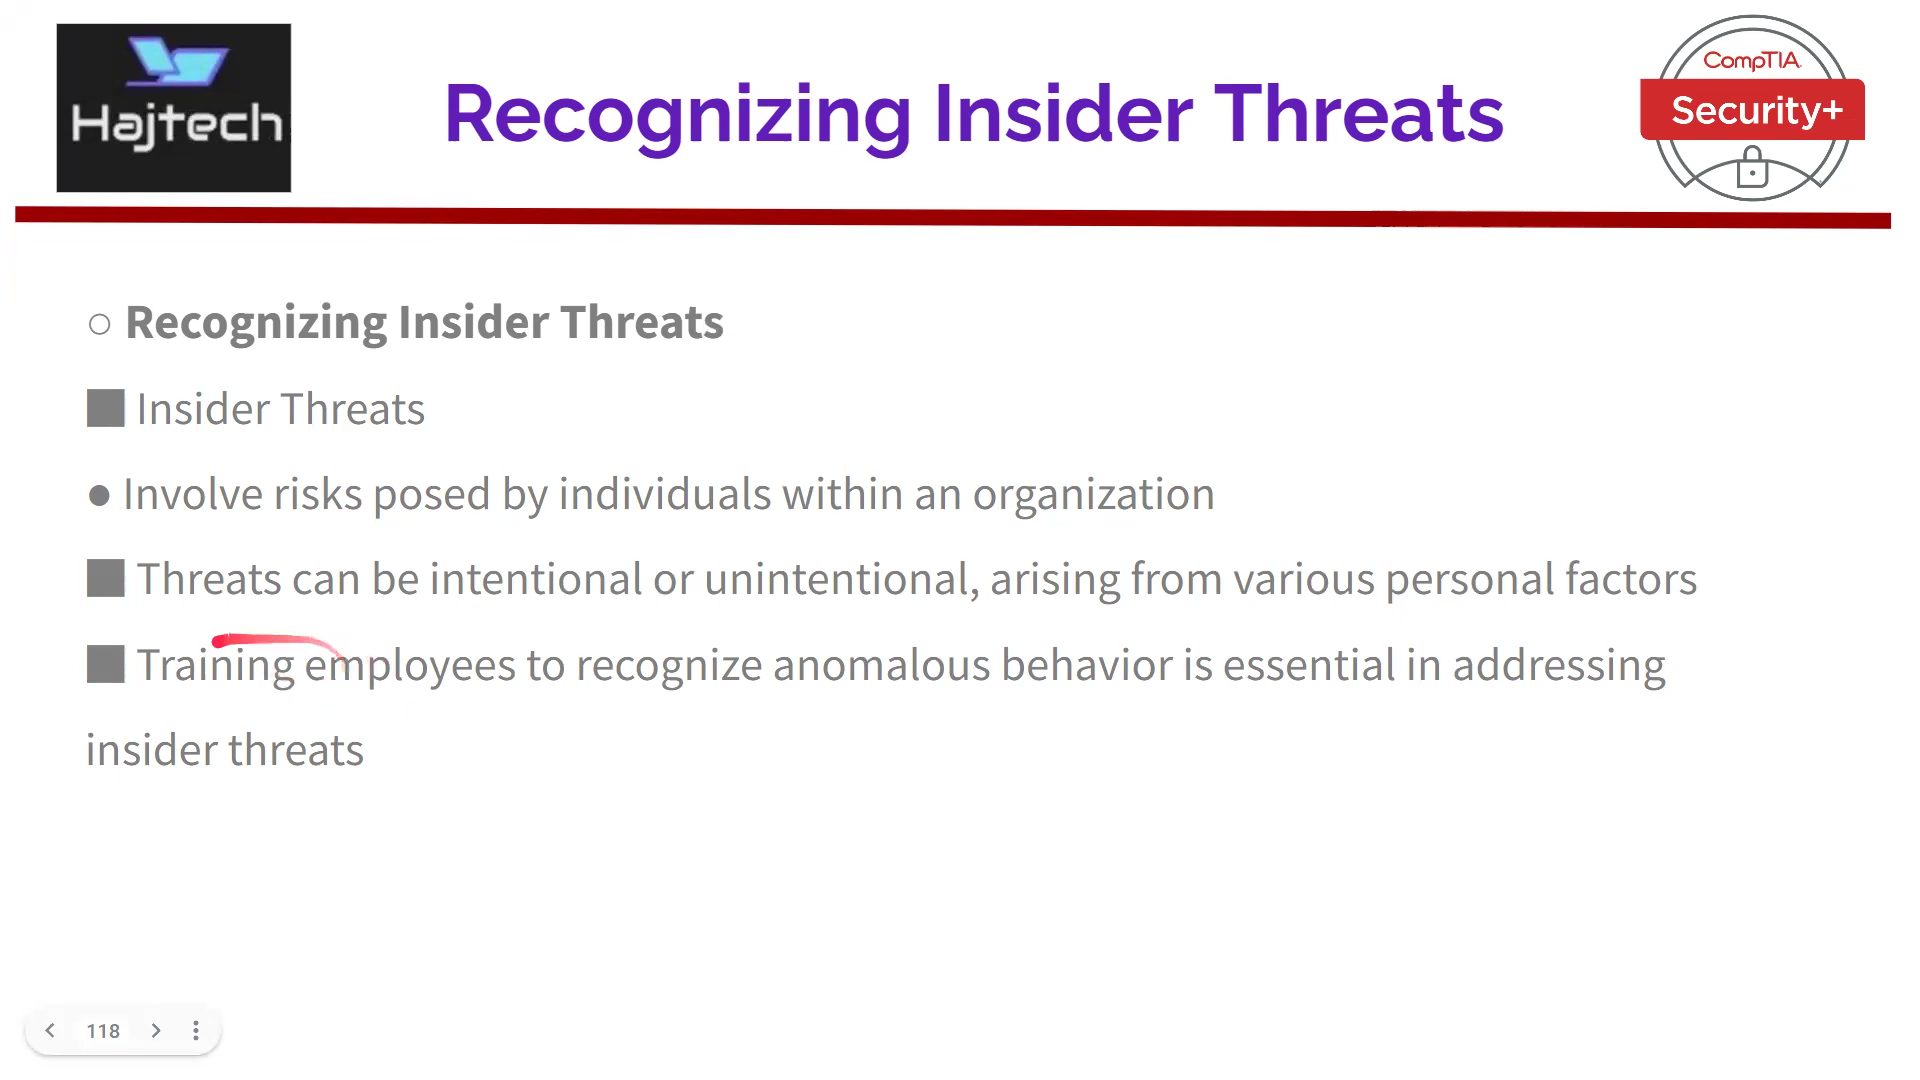 Hajtech
Recognizing Insider Threats
CompTIA.
Security+
○ Recognizing Insider Threats
■ Insider Threats
● Involve risks posed by individuals within an organization
■ Threats can be intentional or unintentional, arising from various personal factors
■ Training employees to recognize anomalous behavior is essential in addressing
insider threats
118